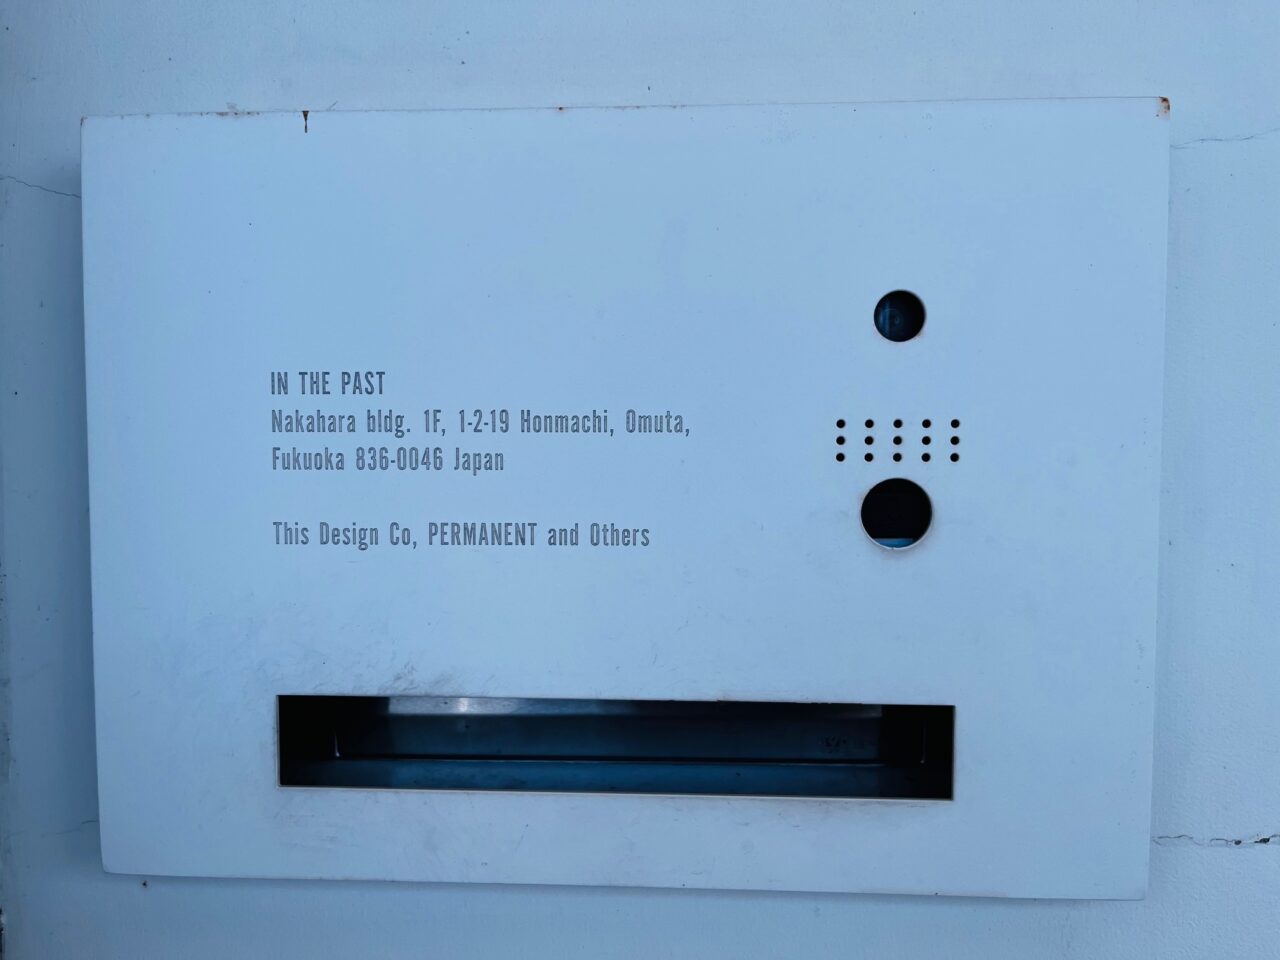 IN THE PAST
Nakahara bldg. 1F, 1-2-19 Honmachi, Omuta,
Fukuoka 836-0046 Japan
This Design Co, PERMANENT and Others